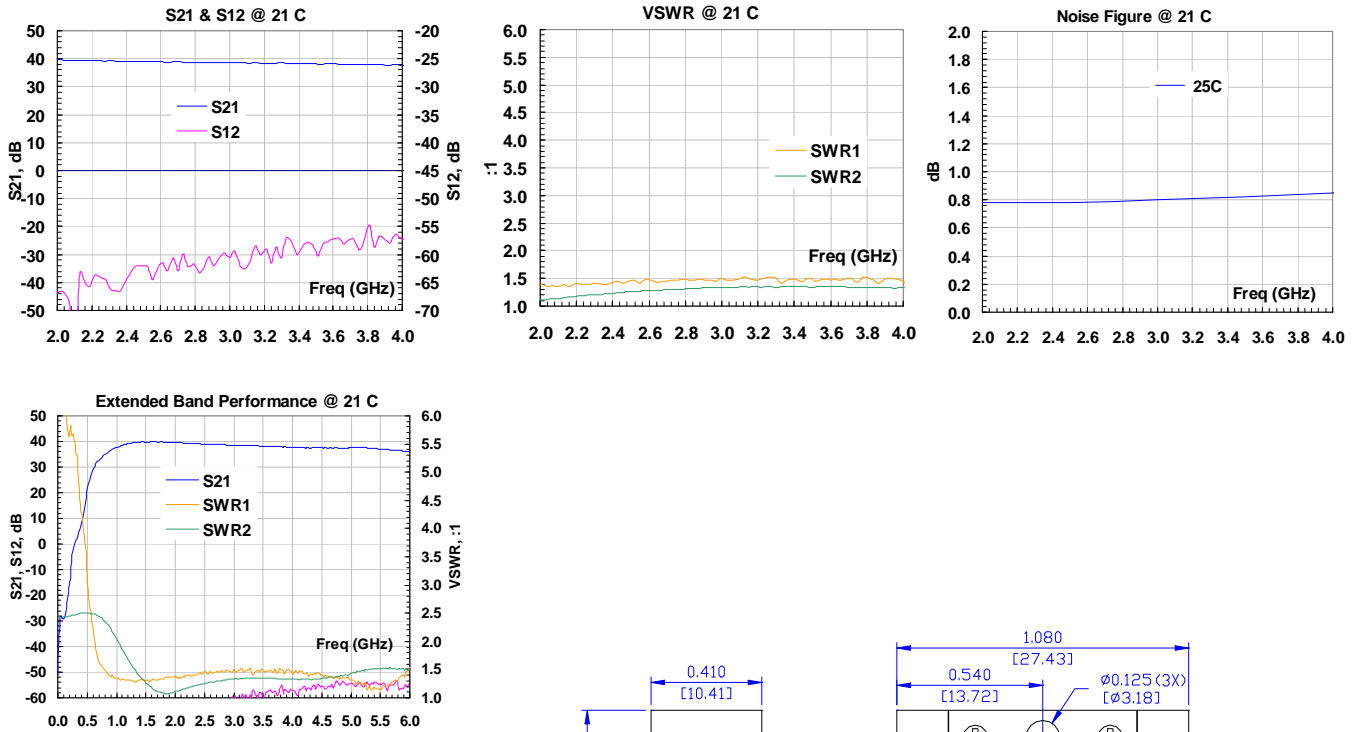 S21 & S12 @ 21 C
50 40 30 20 10 0 -10 -20 -30 -40 -50
S21, dB
-20 -25 -30 -35 -40 -45 -50 -55 -60 -65 -70
S12, dB
S21
S12
Freq (GHz)
2.0 2.2 2.4 2.6 2.8 3.0 3.2 3.4 3.6 3.8 4.0
VSWR @ 21 C
6.0 5.5 5.0 4.5 4.0 3.5 3.0 2.5 2.0 1.5 1.0
:1
SWR1
SWR2
Freq (GHz)
2.0 2.2 2.4 2.6 2.8 3.0 3.2 3.4 3.6 3.8 4.0
Noise Figure @ 21 C
2.0 1.8 1.6 1.4 1.2 1.0 0.8 0.6 0.4 0.2 0.0
dB
25C
Freq (GHz)
2.0 2.2 2.4 2.6 2.8 3.0 3.2 3.4 3.6 3.8 4.0
Extended Band Performance @ 21 C
50 40 30 20 10 0 -10 -20 -30 -40 -50 -60
S21, S12, dB
6.0 5.5 5.0 4.5 4.0 3.5 3.0 2.5 2.0 1.5 1.0
VSWR, :1
S21
SWR1
SWR2
Freq (GHz)
0.0 0.5 1.0 1.5 2.0 2.5 3.0 3.5 4.0 4.5 5.0 5.5 6.0
0.410
[10.41]
1.080
[27.43]
0.540
[13.72]
Ø0.125(3X)
[Ø3.18]